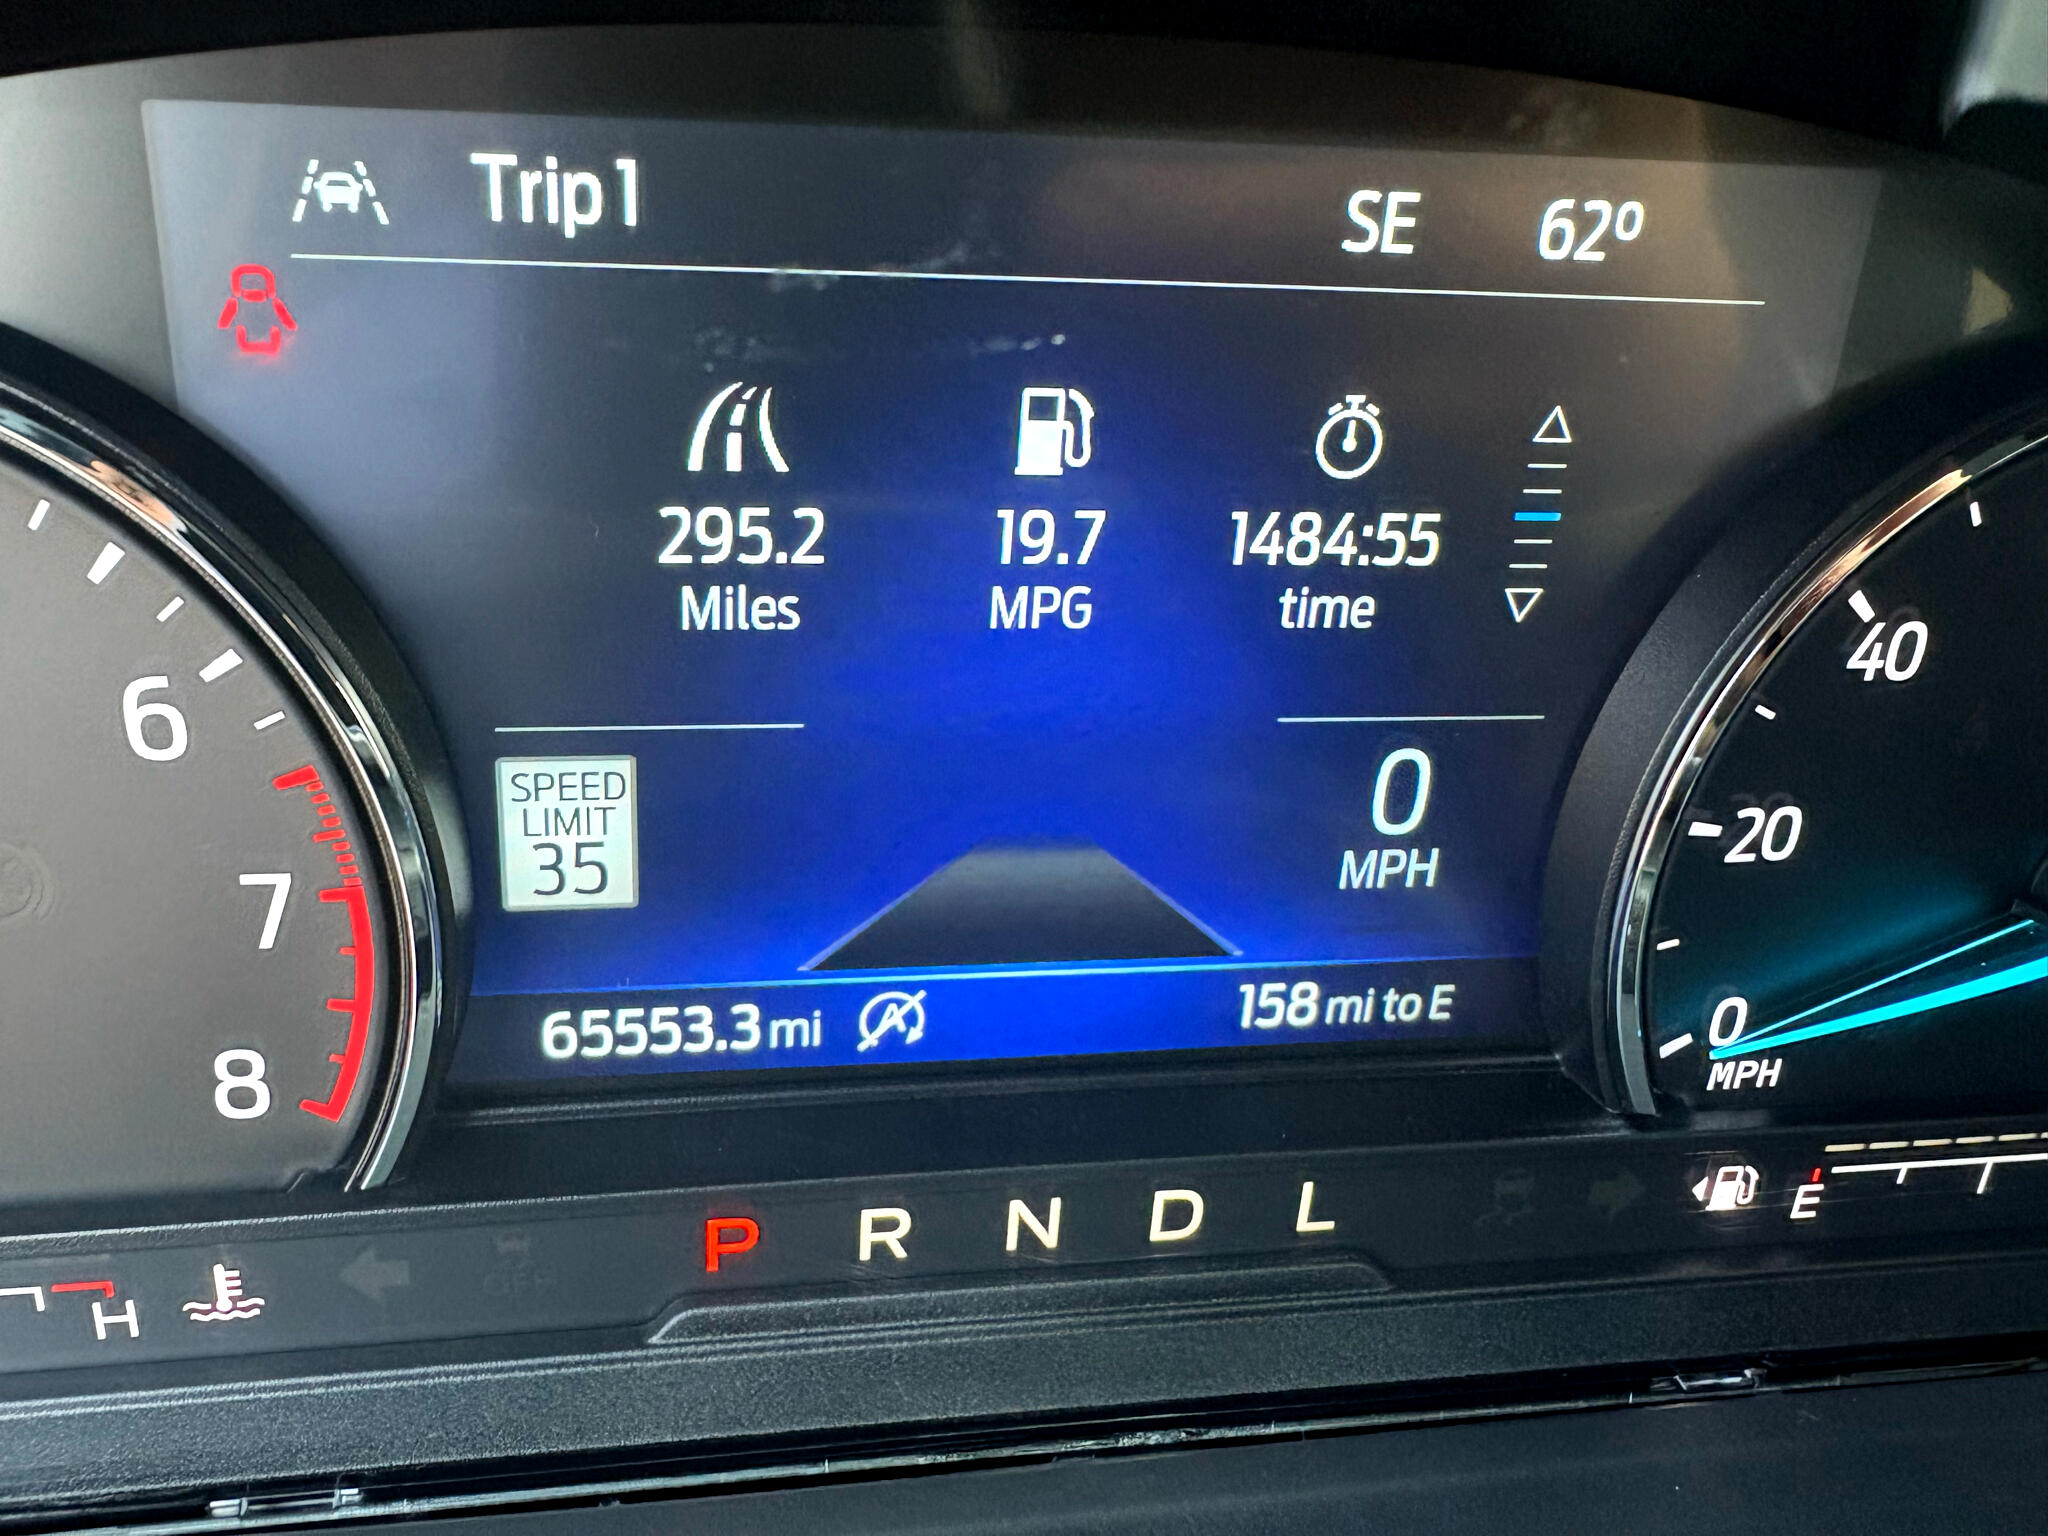 Trip 1 SE 62º
295.2 19.7 1484:55
Miles MPG time
SPEED
LIMIT
35
0
MPH
65553.3 mi A 158 mi to E
6
7
8
40
20
0
MPH
P R N D L
H
E